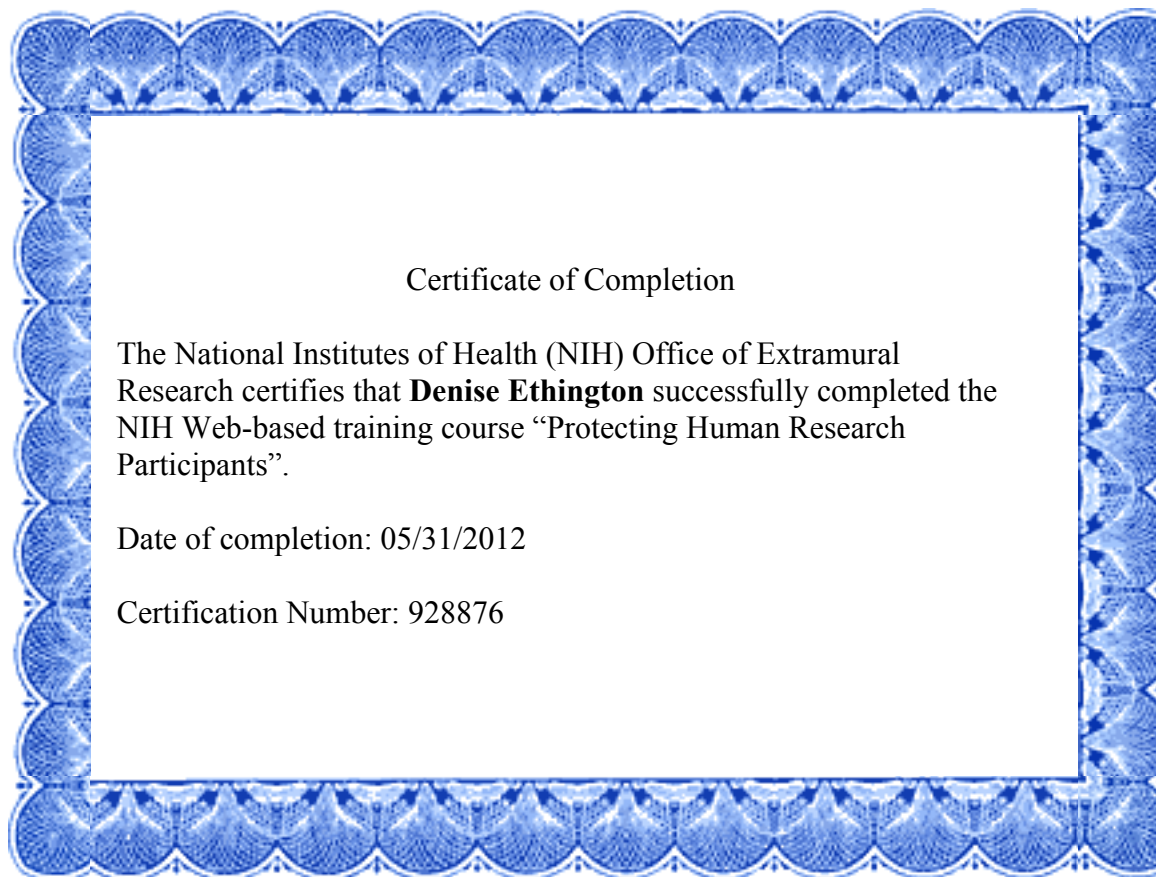 Certificate of Completion
The National Institutes of Health (NIH) Office of Extramural
Research certifies that Denise Ethington successfully completed the
NIH Web-based training course “Protecting Human Research
Participants”.
Date of completion: 05/31/2012
Certification Number: 928876